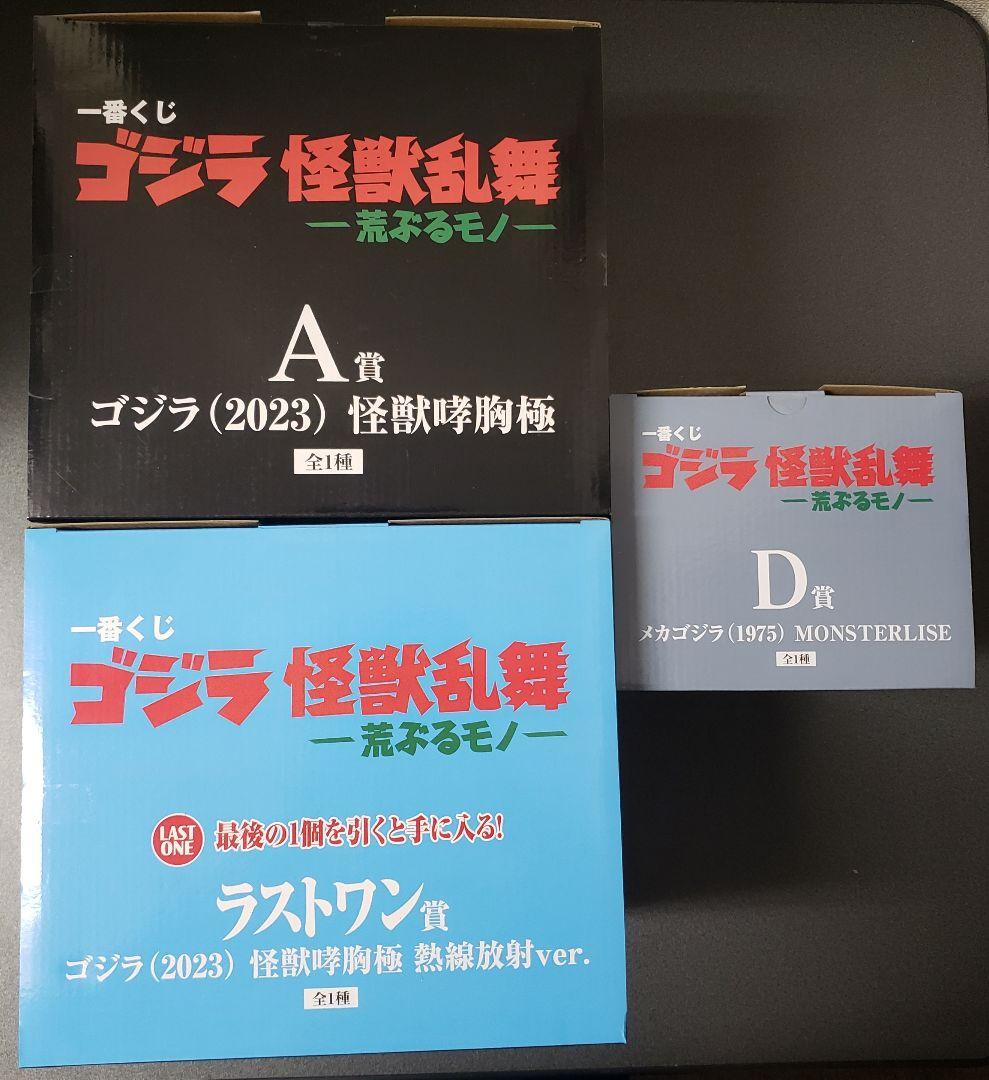 一番くじ
ゴジラ 怪獣乱舞
―荒ぶるモノ―
A賞
ゴジラ(2023) 怪獣哮胸極
全1種
一番くじ
ゴジラ 怪獣乱舞
―荒ぶるモノ―
D賞
メカゴジラ(1975) MONSTERLISE
全1種
一番くじ
ゴジラ 怪獣乱舞
―荒ぶるモノ―
LAST
ONE
最後の1個を引くと手に入る!
ラストワン賞
ゴジラ(2023) 怪獣哮胸極 熱線放射ver.
全1種